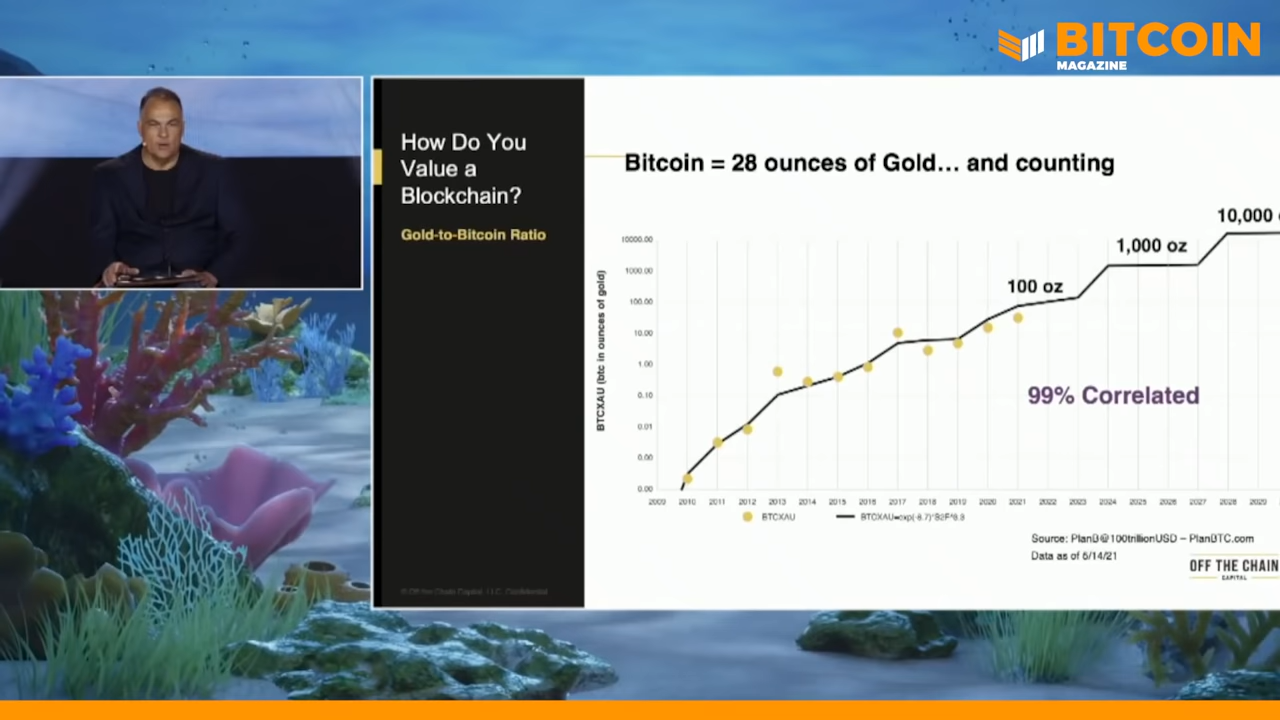 BITCOIN
MAGAZINE
How Do You
Value a
Blockchain?
Gold-to-Bitcoin Ratio
Bitcoin = 28 ounces of Gold... and counting
10,000
1,000 oz
100 oz
99% Correlated
BTCXAU (btc in ounces of gold)
10000.00
1000.00
100.00
10.00
1.00
0.10
0.01
0.00
0.00
2009 2010 2011 2012 2013 2014 2015 2016 2017 2018 2019 2020 2021 2022 2023 2024 2025 2026 2027 2028 2029
BTCXAU
Source: PlanB@100trillionUSD – PlanBTC.com
Data as of 6/14/21
OFF THE CHAIN
CAPITAL